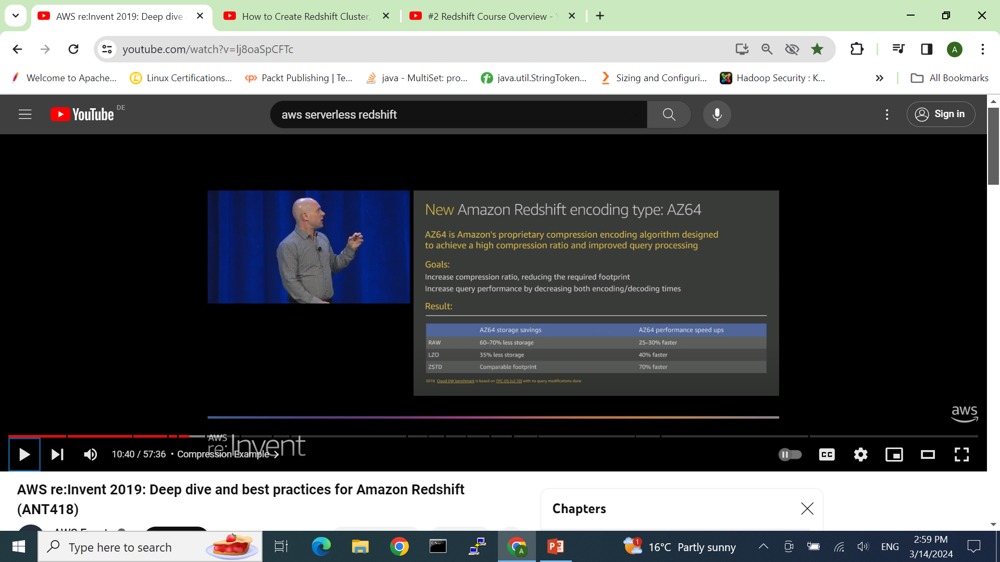 AWS re:Invent 2019: Deep dive
How to Create Redshift Cluster,
#2 Redshift Course Overview -
youtube.com/watch?v=lj8oaSpCFTc
A
Welcome to Apache...
Linux Certifications...
Packt Publishing | Te...
java - MultiSet: pro...
java.util.StringToken...
Sizing and Configuri...
Hadoop Security : K...
All Bookmarks
YouTube DE
aws serverless redshift
Sign in
New Amazon Redshift encoding type: AZ64
AZ64 is Amazon's proprietary compression encoding algorithm designed
to achieve a high compression ratio and improved query processing
Goals:
Increase compression ratio, reducing the required footprint
Increase query performance by decreasing both encoding/decoding times
Result:
AZ64 storage savings AZ64 performance speed ups
RAW 60–70% less storage 25–30% faster
LZO 35% less storage 40% faster
ZSTD Comparable footprint 70% faster
30TB Cloud DW benchmark is based on TPC-DS (v2.10) with no query modifications done
aws
AWS
re:Invent
10:40 / 57:36 • Compression Example
CC
AWS re:Invent 2019: Deep dive and best practices for Amazon Redshift
(ANT418)
Chapters
Type here to search
A
1
16°C Partly sunny
ENG
2:59 PM
3/14/2024